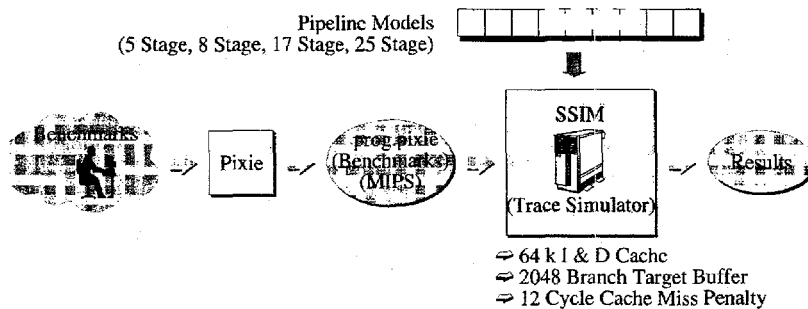 Pipeline Models
(5 Stage, 8 Stage, 17 Stage, 25 Stage)
Benchmarks
Pixie
prog.pixie
(Benchmarks)
(MIPS)
SSIM
(Trace Simulator)
Results
64 k I & D Cache
2048 Branch Target Buffer
12 Cycle Cache Miss Penalty